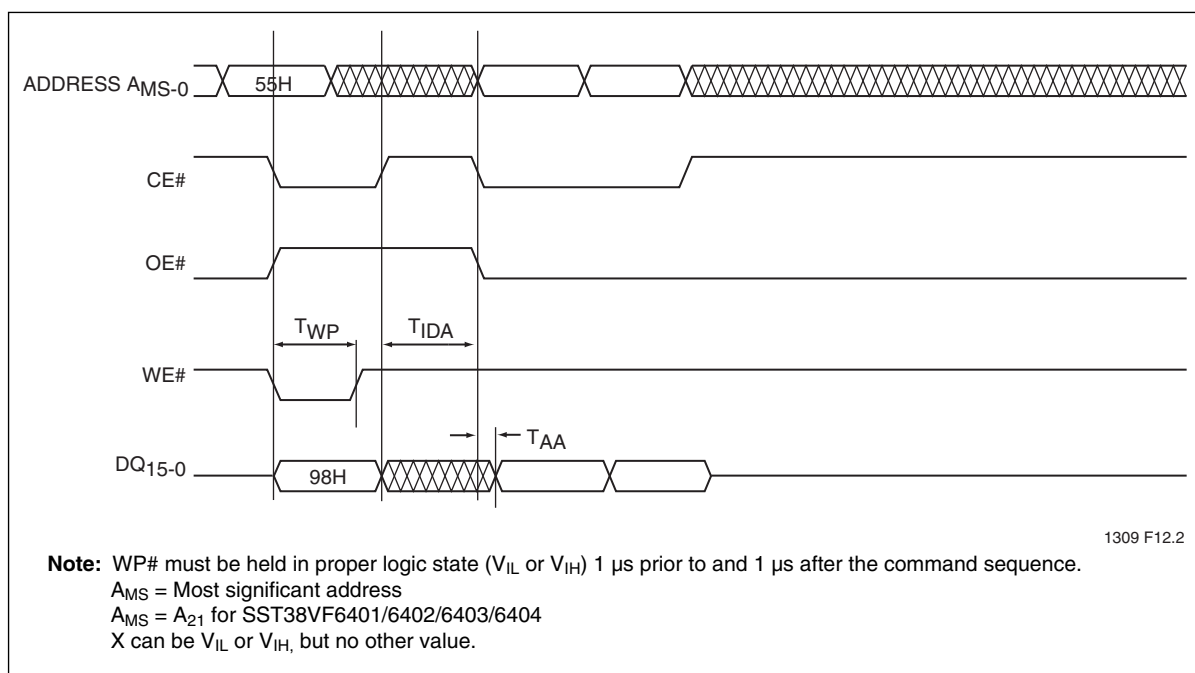 ADDRESS AMS-0
55H
CE#
OE#
TWP
TIDA
WE#
TAA
DQ15-0
98H
1309 F12.2
Note: WP# must be held in proper logic state (VIL or VIH) 1 µs prior to and 1 µs after the command sequence.
AMS = Most significant address
AMS = A21 for SST38VF6401/6402/6403/6404
X can be VIL or VIH, but no other value.